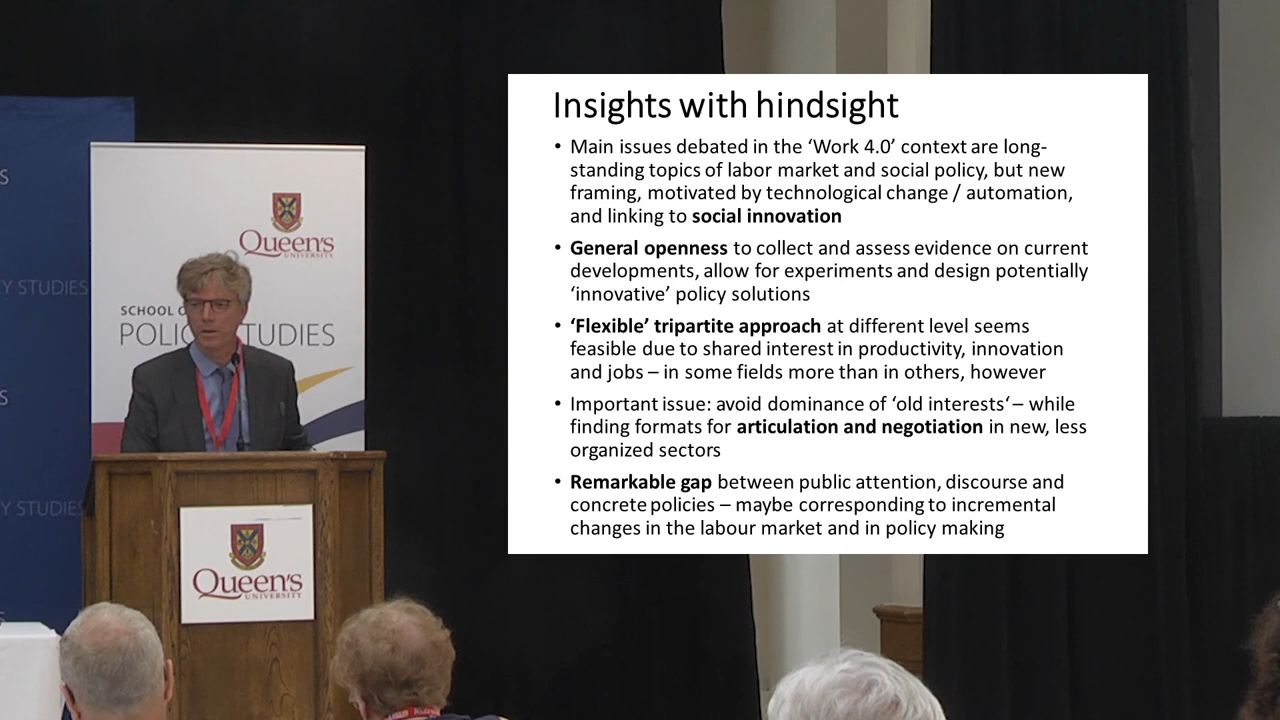 S
Y STUDIES
S
Y STUDIES
QUEEN'S
UNIVERSITY
SCHOOL O
POLIC TUDIES
QUEEN'S
UNIVERSITY
Insights with hindsight
• Main issues debated in the ‘Work 4.0’ context are long-
standing topics of labor market and social policy, but new
framing, motivated by technological change / automation,
and linking to social innovation
• General openness to collect and assess evidence on current
developments, allow for experiments and design potentially
‘innovative’ policy solutions
• ‘Flexible’ tripartite approach at different level seems
feasible due to shared interest in productivity, innovation
and jobs – in some fields more than in others, however
• Important issue: avoid dominance of ‘old interests‘ – while
finding formats for articulation and negotiation in new, less
organized sectors
• Remarkable gap between public attention, discourse and
concrete policies – maybe corresponding to incremental
changes in the labour market and in policy making